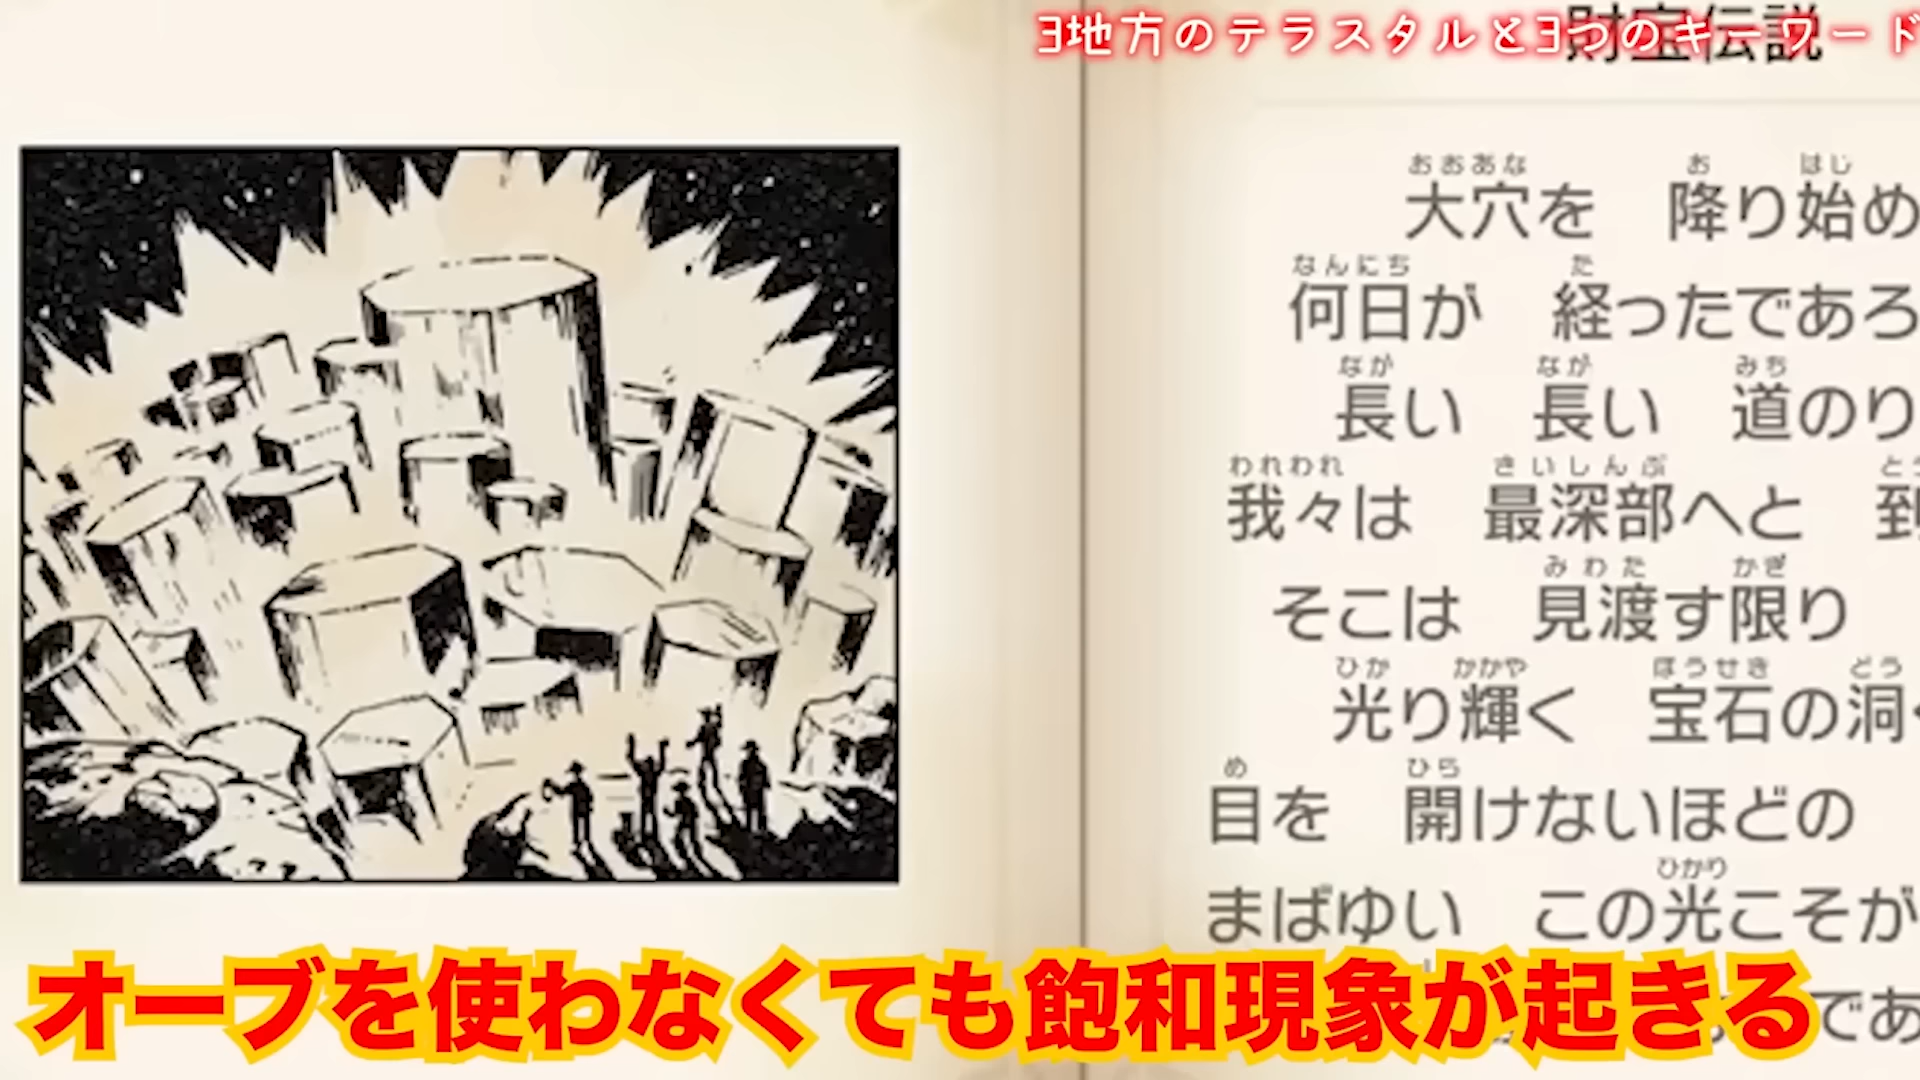 3地方のテラスタルと3つのキーワード
財宝伝説
おおあな お はじ
大穴を 降り始め
なんにち た
何日が 経ったであろ
なが なが みち
長い 長い 道のり
われわれ さいしんぶ とう
我々は 最深部へと 到
みわた かぎ
そこは 見渡す限り
ひか かがや ほうせき どう
光り輝く 宝石の洞
め ひら
目を 開けないほどの
ひかり
まばゆい この光こそが
であ
オーブを使わなくても飽和現象が起きる